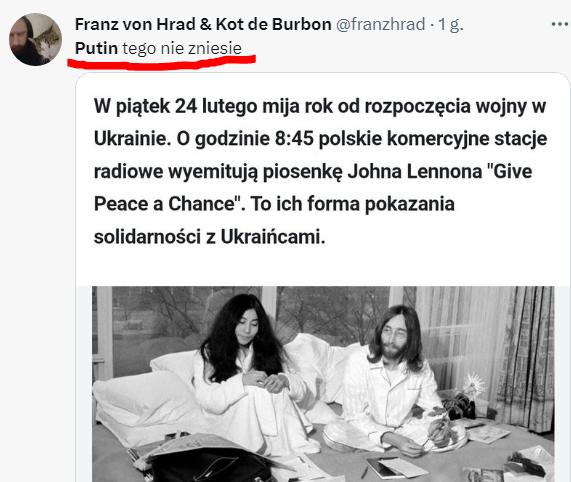 Franz von Hrad & Kot de Burbon @franzhrad · 1 g.
Putin tego nie zniesie
W piątek 24 lutego mija rok od rozpoczęcia wojny w
Ukrainie. O godzinie 8:45 polskie komercyjne stacje
radiowe wyemitują piosenkę Johna Lennona "Give
Peace a Chance". To ich forma pokazania
solidarności z Ukraińcami.